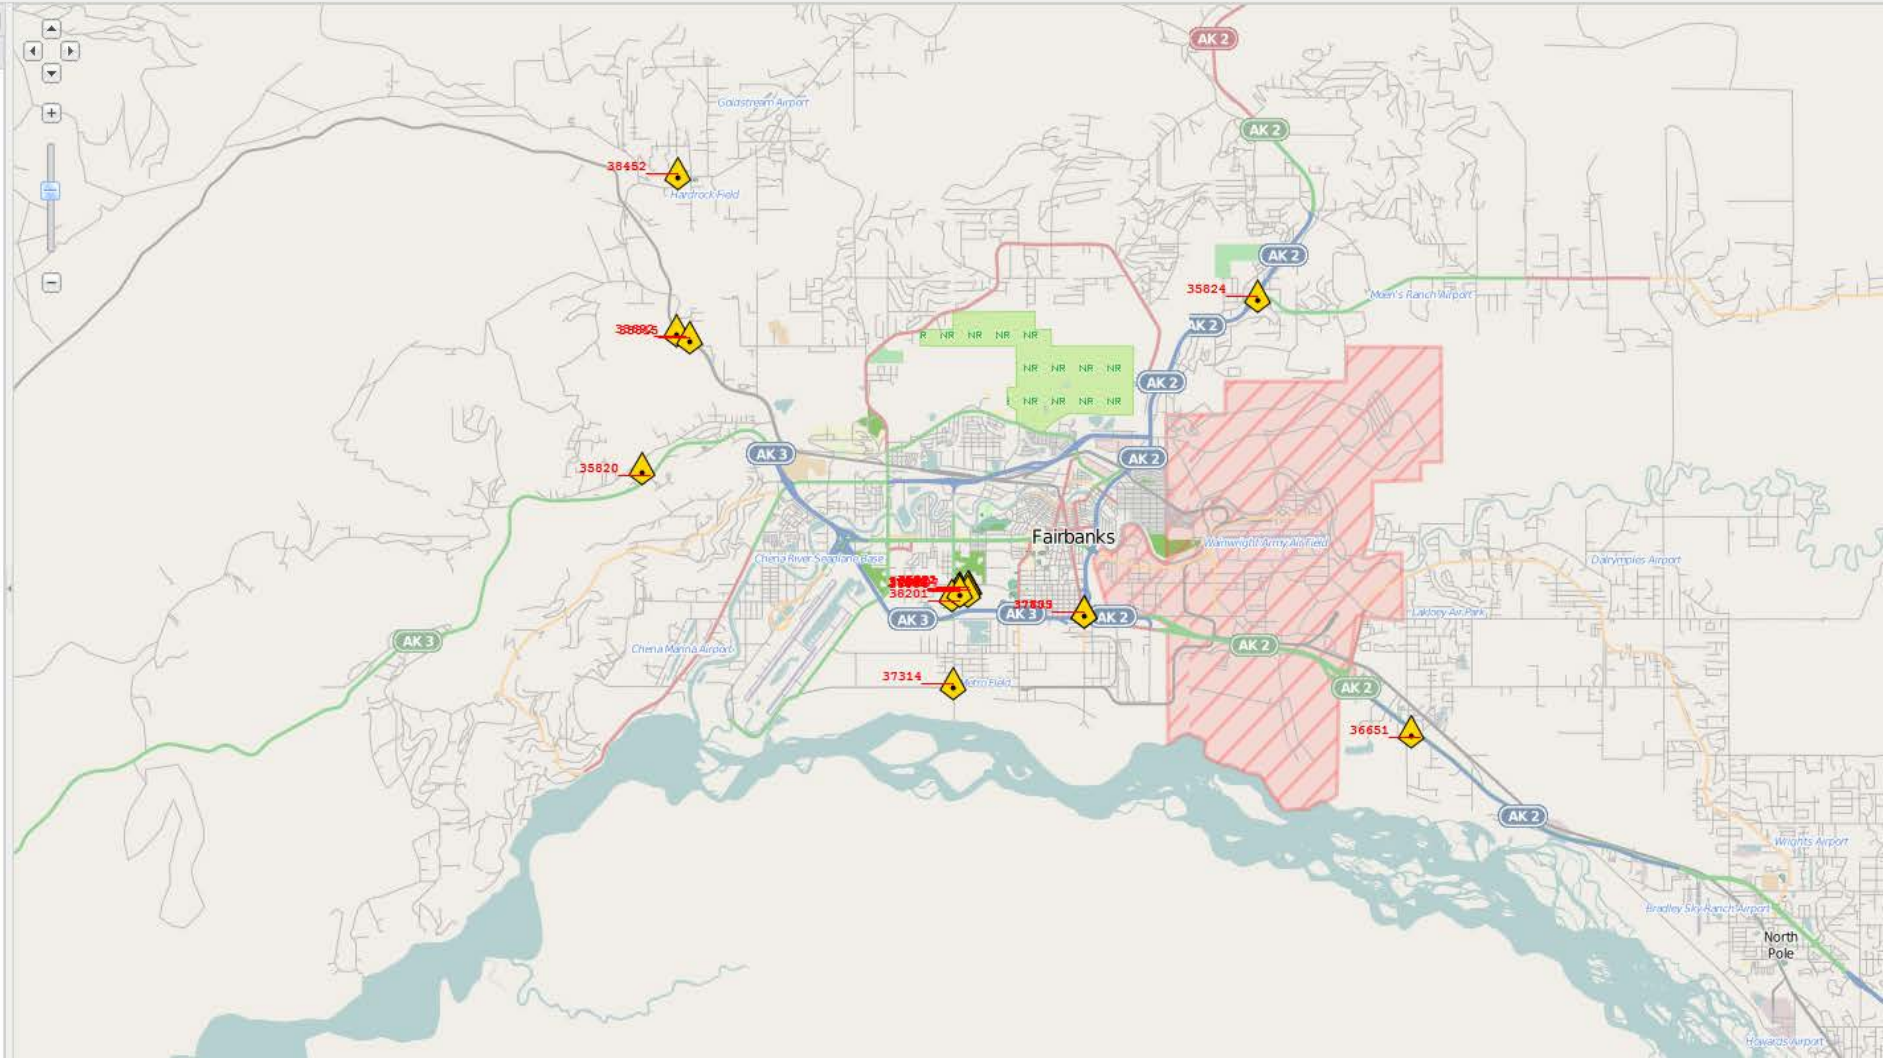 AK 2
Goldstream Airport
AK 2
38452
Hardrock Field
AK 2
35824
Moen's Ranch Airport
AK 2
NR NR NR NR
NR NR NR NR
AK 2
NR NR NR NR
AK 3
AK 2
35820
Fairbanks
Wainwright Army Air Field
Chena River Seaplane Base
Dalrymples Airport
38201
AK 3
AK 3
AK 2
Lakloey Air Park
AK 3
Chena Marina Airport
AK 2
37314
Metro Field
AK 2
36651
AK 2
Wrights Airport
Bradley Sky Ranch Airport
North
Pole
Howards Airport